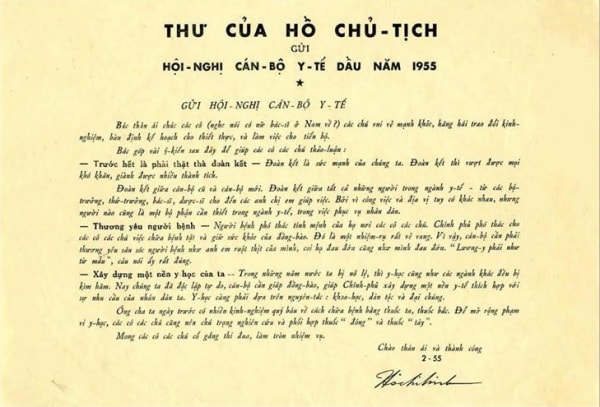 THƯ CỦA HỒ CHỦ-TỊCH
GỬI
HỘI-NGHỊ CÁN-BỘ Y-TẾ DẦU NĂM 1955
GỬI HỘI-NGHỊ CÁN-BỘ Y-TẾ
Bác thân ái chúc các cô (nghe nói có nữ bác-sĩ ở Nam về?) các chú vui vẻ mạnh khỏe, hăng hái trao đổi kinh-
nghiệm, bàn định kế hoạch cho thiết thực, và làm việc cho tiến bộ.
Bác góp vài ý-kiến sau đây để giúp các cô các chú thảo-luận:
— Trước hết là phải thật thà đoàn kết — Đoàn kết là sức mạnh của chúng ta. Đoàn kết thì vượt được mọi
khó khăn, giành được nhiều thành tích.
Đoàn kết giữa cán-bộ cũ và cán-bộ mới. Đoàn kết giữa tất cả những người trong ngành y-tế - từ các bộ-
trưởng, thứ-trưởng, bác-sĩ, dược-sĩ cho đến các anh chị em giúp việc. Bởi vì công việc và địa vị tuy có khác nhau, nhưng
người nào cũng là một bộ phận cần thiết trong ngành y-tế, trong việc phục vụ nhân dân.
— Thương yêu người bệnh — Người bệnh phó thác tính mệnh của họ nơi các cô các chú. Chính phủ phó thác cho
các cô các chú việc chữa bệnh tật và giữ sức khỏe của đồng-bào. Đó là nhiệm-vụ rất vẻ vang. Vì vậy, cán-bộ cần phải
thương yêu săn sóc người bệnh như anh em ruột thịt của mình, coi họ đau đớn cũng như mình đau đớn. "Lương-y phải như
từ mẫu", câu nói ấy rất đúng.
— Xây dựng một nền y học của ta -- Trong những năm nước ta bị nô lệ, thì y-học cũng như các ngành khác đều bị
kìm hãm. Nay chúng ta đã độc lập tự do, cán-bộ cần giúp đồng-bào, giúp Chính-phủ xây dựng một nền y-tế thích hợp với
sự nhu cầu của nhân dân ta. Y-học cũng phải dựa trên nguyên-tắc: khoa-học, dân tộc và đại chúng.
Ông cha ta ngày trước có nhiều kinh-nghiệm quý báu về cách chữa bệnh bằng thuốc ta, thuốc bắc. Để mở rộng phạm
vi y-học, các cô các chú cũng nên chú trọng nghiên cứu và phối hợp thuốc "đông" và thuốc "tây".
Mong các cô các chú cố gắng thi đua, làm tròn nhiệm vụ.
Chào thân ái và thành công
2-55
Hochiminh